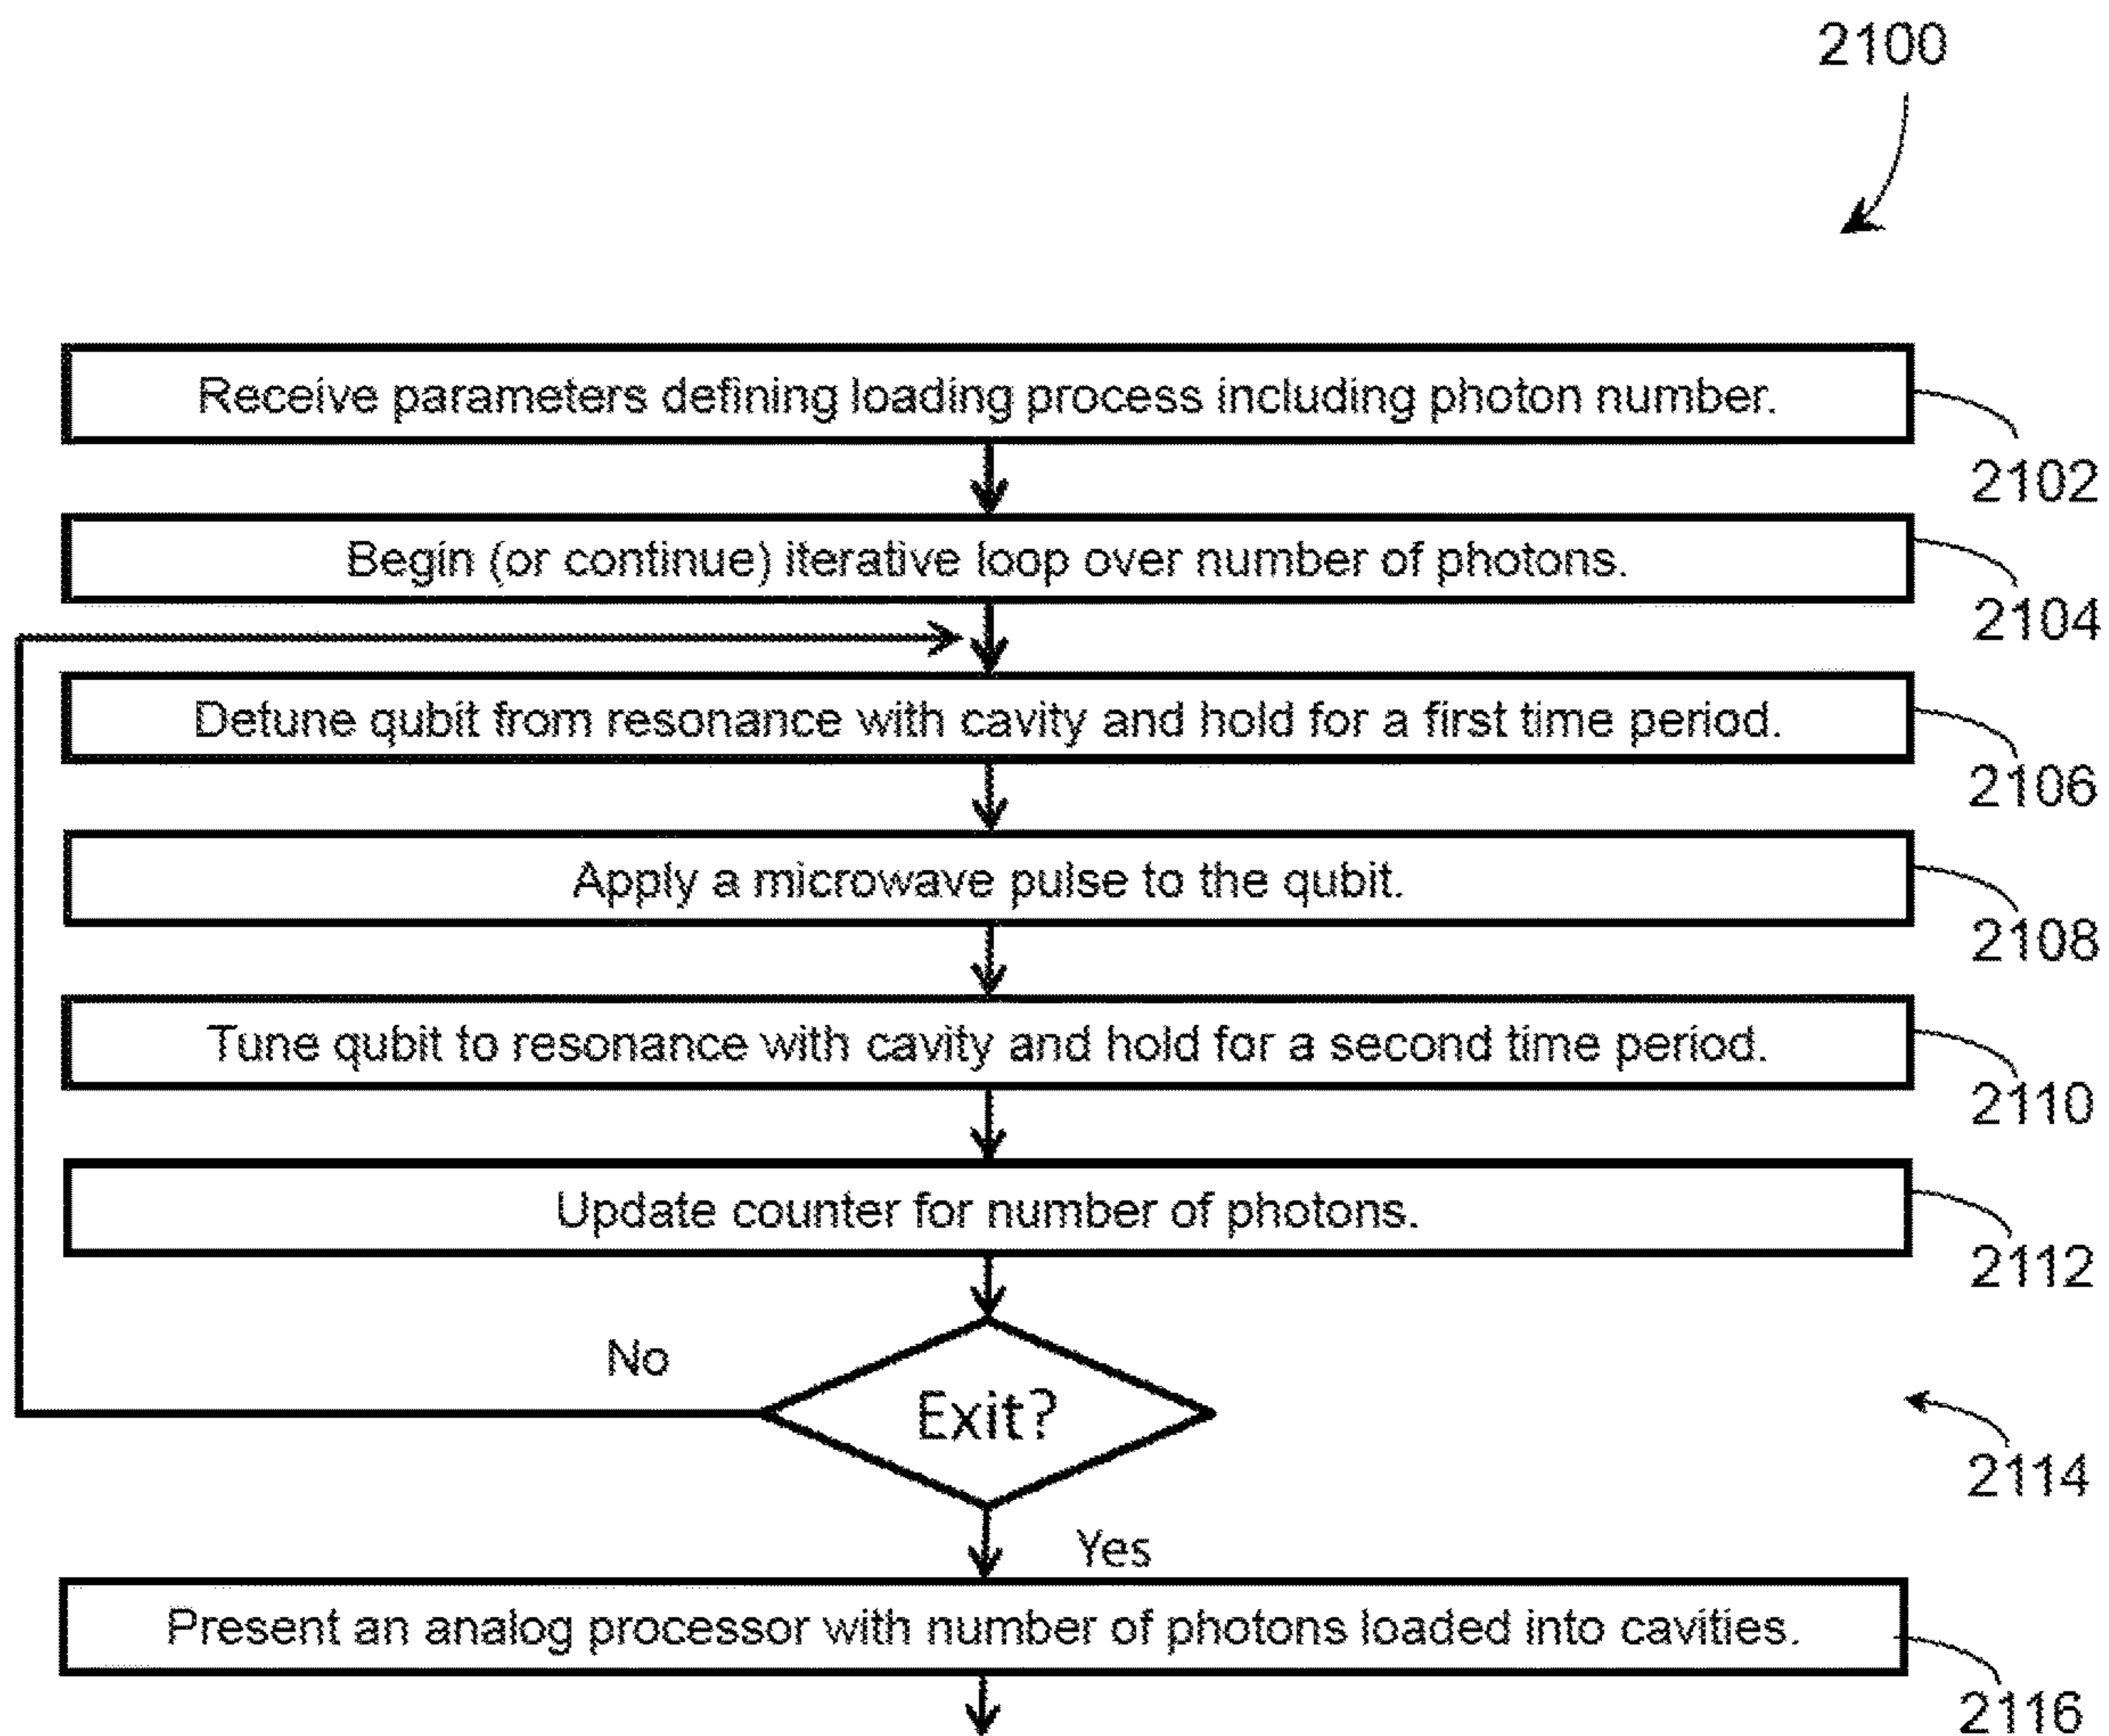 2100
Receive parameters defining loading process including photon number.
2102
Begin (or continue) iterative loop over number of photons.
2104
Detune qubit from resonance with cavity and hold for a first time period.
2106
Apply a microwave pulse to the qubit.
2108
Tune qubit to resonance with cavity and hold for a second time period.
2110
Update counter for number of photons.
2112
No
Exit?
2114
Yes
Present an analog processor with number of photons loaded into cavities.
2116